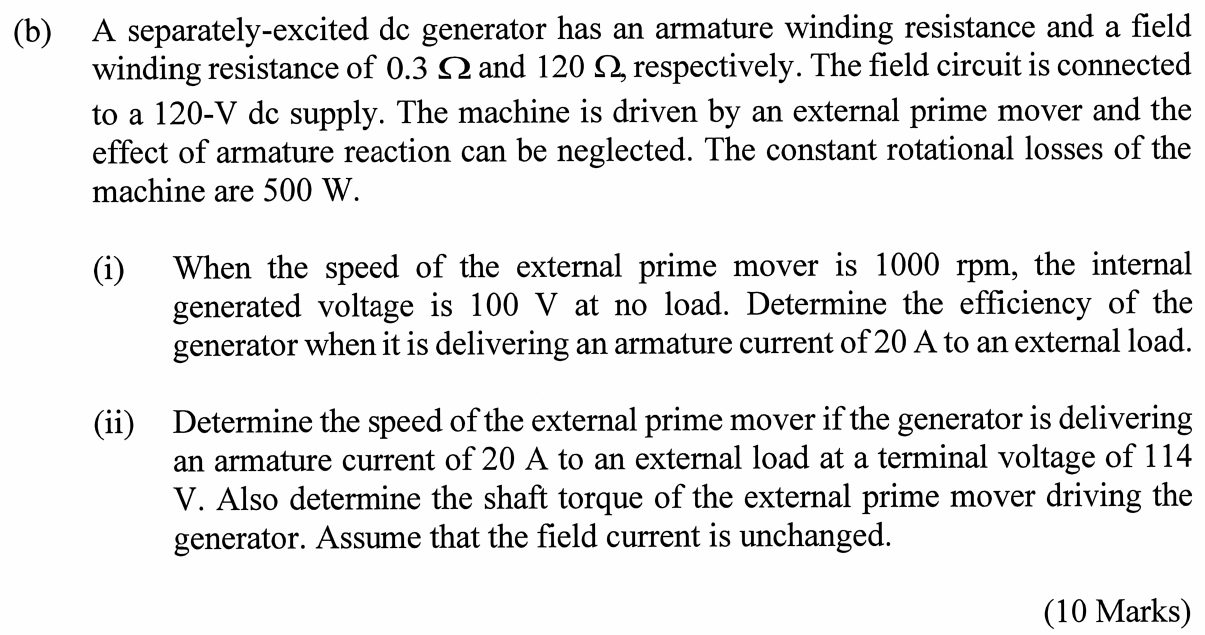 (b) A separately-excited dc generator has an armature winding resistance and a field
winding resistance of 0.3 Ω and 120 Ω, respectively. The field circuit is connected
to a 120-V dc supply. The machine is driven by an external prime mover and the
effect of armature reaction can be neglected. The constant rotational losses of the
machine are 500 W.
(i) When the speed of the external prime mover is 1000 rpm, the internal
generated voltage is 100 V at no load. Determine the efficiency of the
generator when it is delivering an armature current of 20 A to an external load.
(ii) Determine the speed of the external prime mover if the generator is delivering
an armature current of 20 A to an external load at a terminal voltage of 114
V. Also determine the shaft torque of the external prime mover driving the
generator. Assume that the field current is unchanged.
(10 Marks)